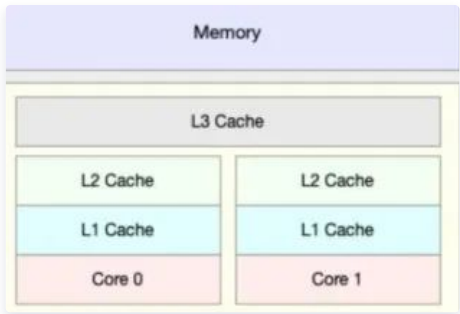 Memory
L3 Cache
L2 Cache L2 Cache
L1 Cache L1 Cache
Core 0 Core 1